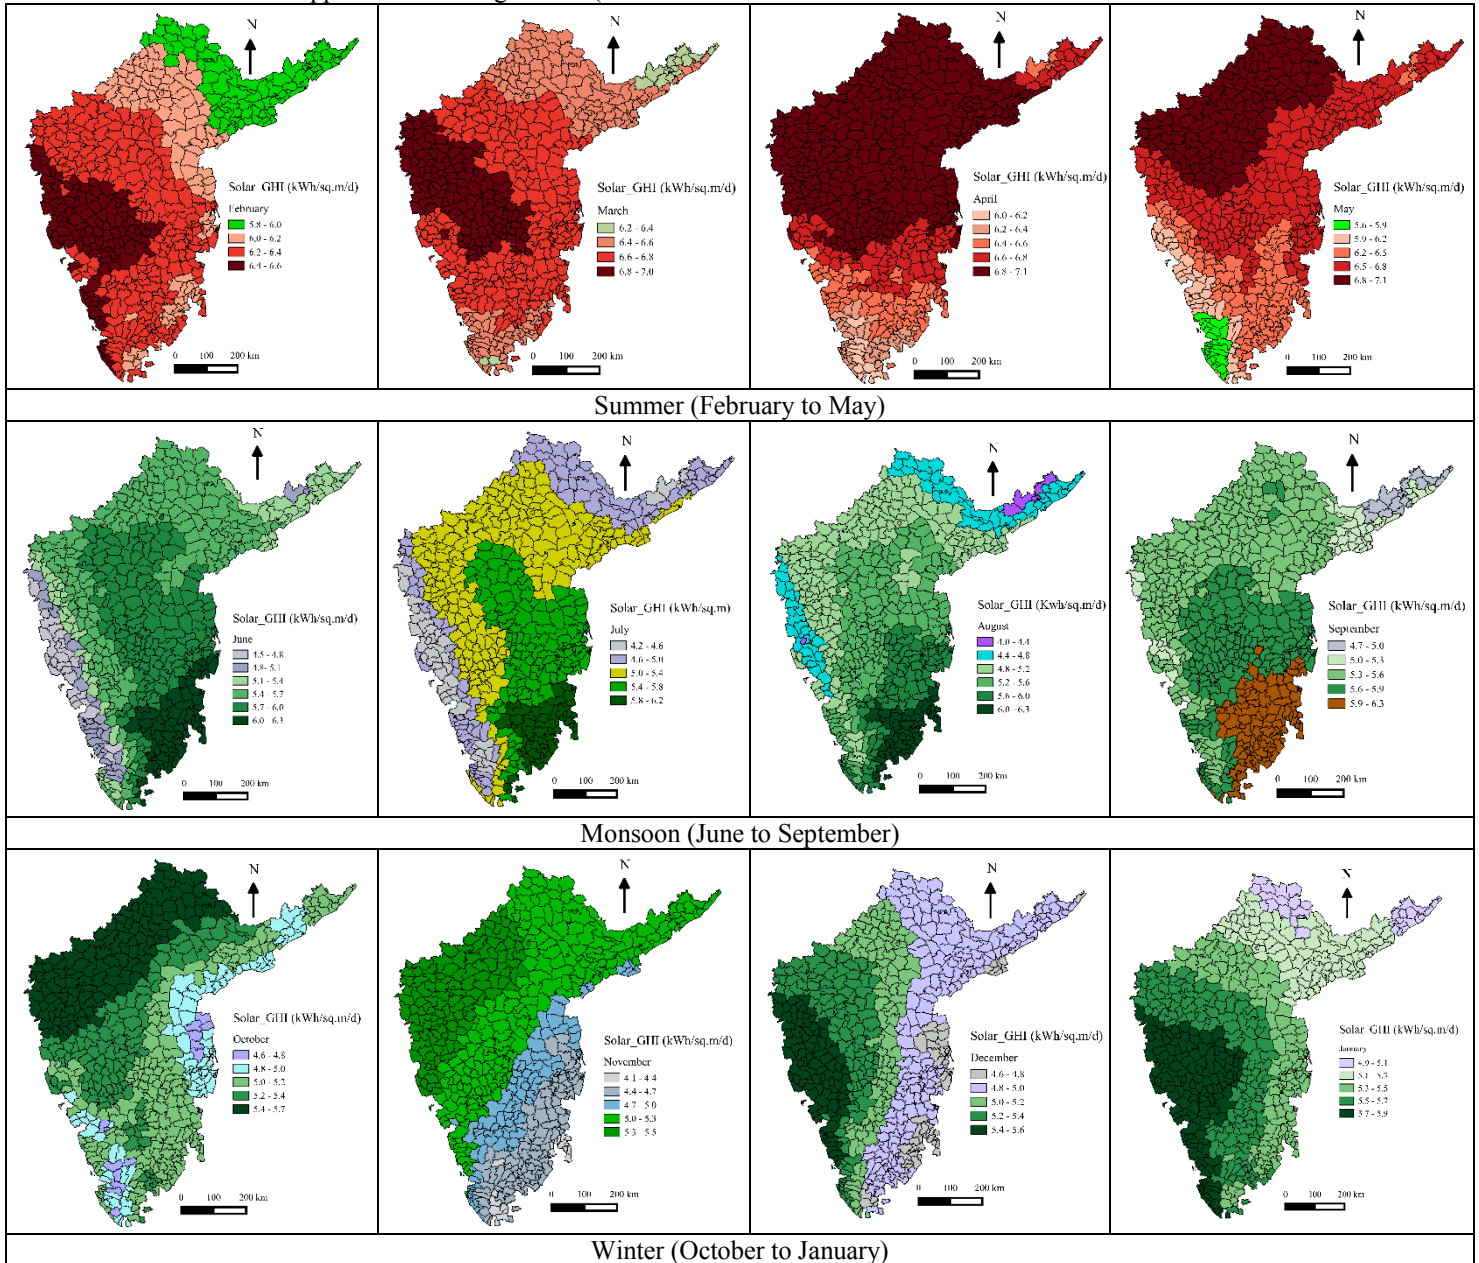 N
Solar_GHI (kWh/sq.m/d)
February
5.8 - 6.0
6.0 - 6.2
6.2 - 6.4
6.4 - 6.6
0 100 200 km
N
Solar_GHI (kWh/sq.m/d)
March
6.2 - 6.4
6.4 - 6.6
6.6 - 6.8
6.8 - 7.0
0 100 200 km
N
Solar_GHI (kWh/sq.m/d)
April
6.0 - 6.2
6.2 - 6.4
6.4 - 6.6
6.6 - 6.8
6.8 - 7.1
0 100 200 km
N
Solar_GHI (kWh/sq.m/d)
May
5.6 - 5.9
5.9 - 6.2
6.2 - 6.5
6.5 - 6.8
6.8 - 7.1
0 100 200 km
Summer (February to May)
N
Solar_GHI (kWh/sq.m/d)
June
4.5 - 4.8
4.8- 5.1
5.1 - 5.4
5.4 - 5.7
5.7 - 6.0
6.0 - 6.3
0 100 200 km
N
Solar_GHI (kWh/sq.m)
July
4.2 - 4.6
4.6 - 5.0
5.0 - 5.4
5.4 - 5.8
5.8 - 6.2
0 100 200 km
N
Solar_GHI (Kwh/sq.m/d)
August
4.0 - 4.4
4.4 - 4.8
4.8 - 5.2
5.2 - 5.6
5.6 - 6.0
6.0 - 6.3
0 100 200 km
N
Solar_GHI (kWh/sq.m/d)
September
4.7 - 5.0
5.0 - 5.3
5.3 - 5.6
5.6 - 5.9
5.9 - 6.3
0 100 200 km
Monsoon (June to September)
N
Solar_GHI (kWh/sq.m/d)
October
4.6 - 4.8
4.8 - 5.0
5.0 - 5.2
5.2 - 5.4
5.4 - 5.7
0 100 200 km
N
Solar_GHI (kWh/sq.m/d)
November
4.1 - 4.4
4.4 - 4.7
4.7 - 5.0
5.0 - 5.3
5.3 - 5.5
0 100 200 km
N
Solar_GHI (kWh/sq.m/d)
December
4.6 - 4.8
4.8 - 5.0
5.0 - 5.2
5.2 - 5.4
5.4 - 5.6
0 100 200 km
N
Solar_GHI (kWh/sq.m/d)
January
4.9 - 5.1
5.1 - 5.3
5.3 - 5.5
5.5 - 5.7
5.7 - 5.9
0 100 200 km
Winter (October to January)